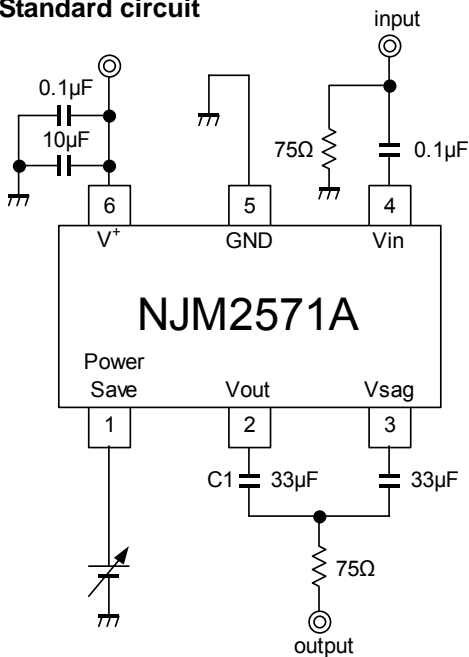 Standard circuit
input
0.1µF
10µF
75Ω
0.1µF
6
5
4
V+
GND
Vin
NJM2571A
Power
Save
Vout
Vsag
1
2
3
C1
33µF
33µF
75Ω
output